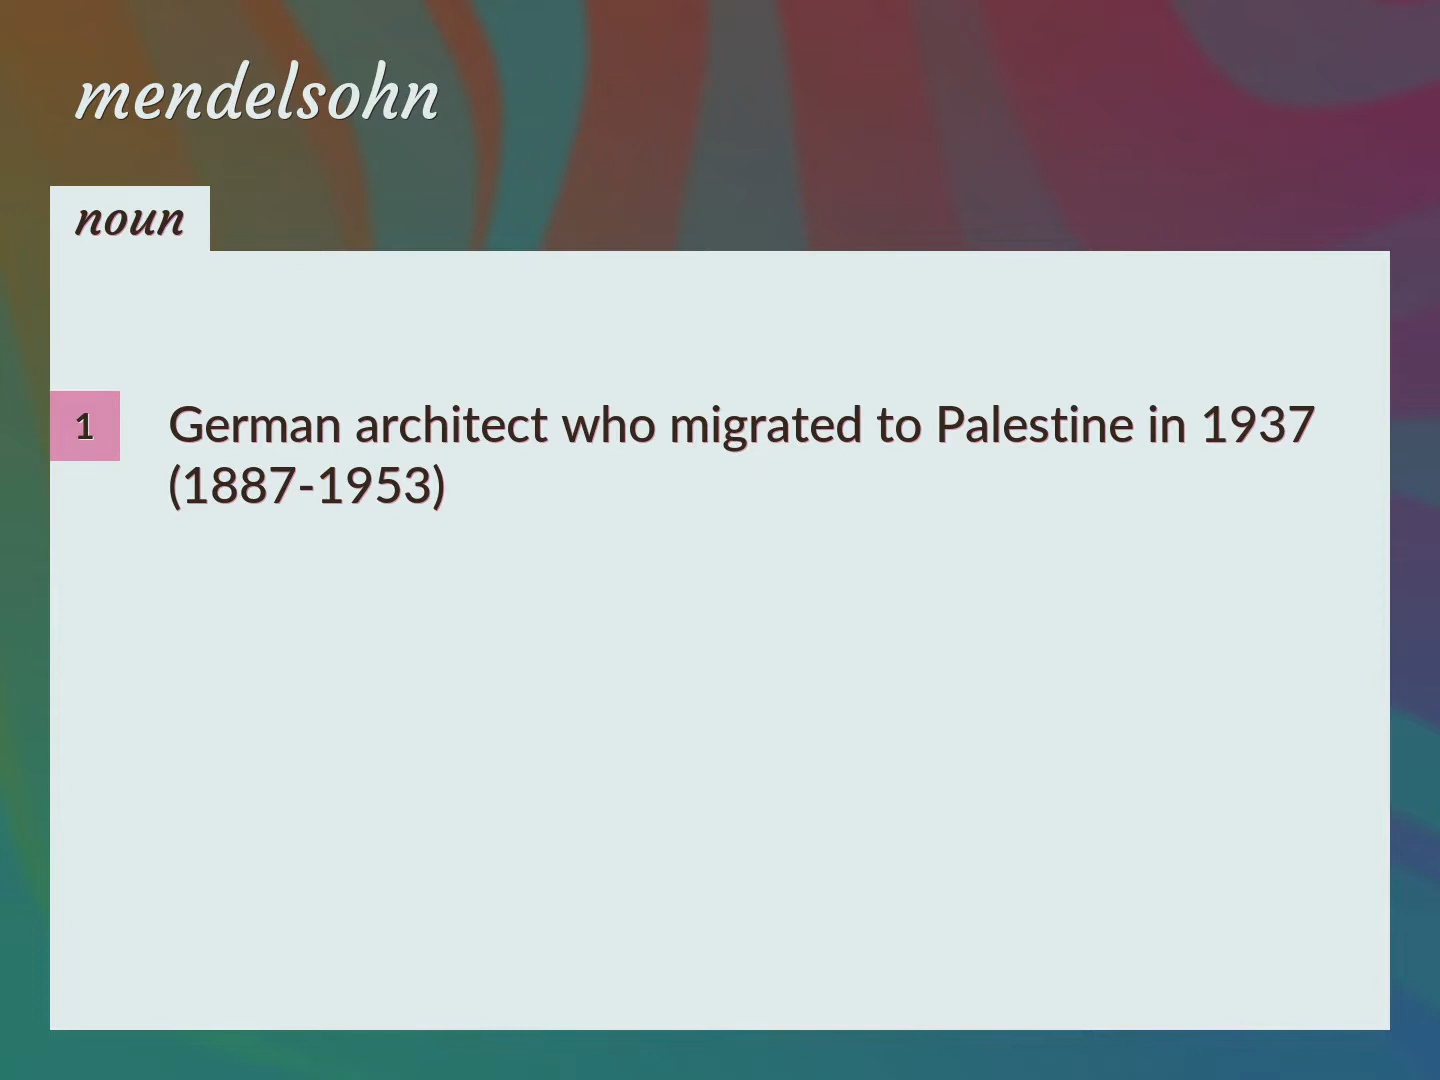 mendelsohn
noun
1
German architect who migrated to Palestine in 1937
(1887-1953)